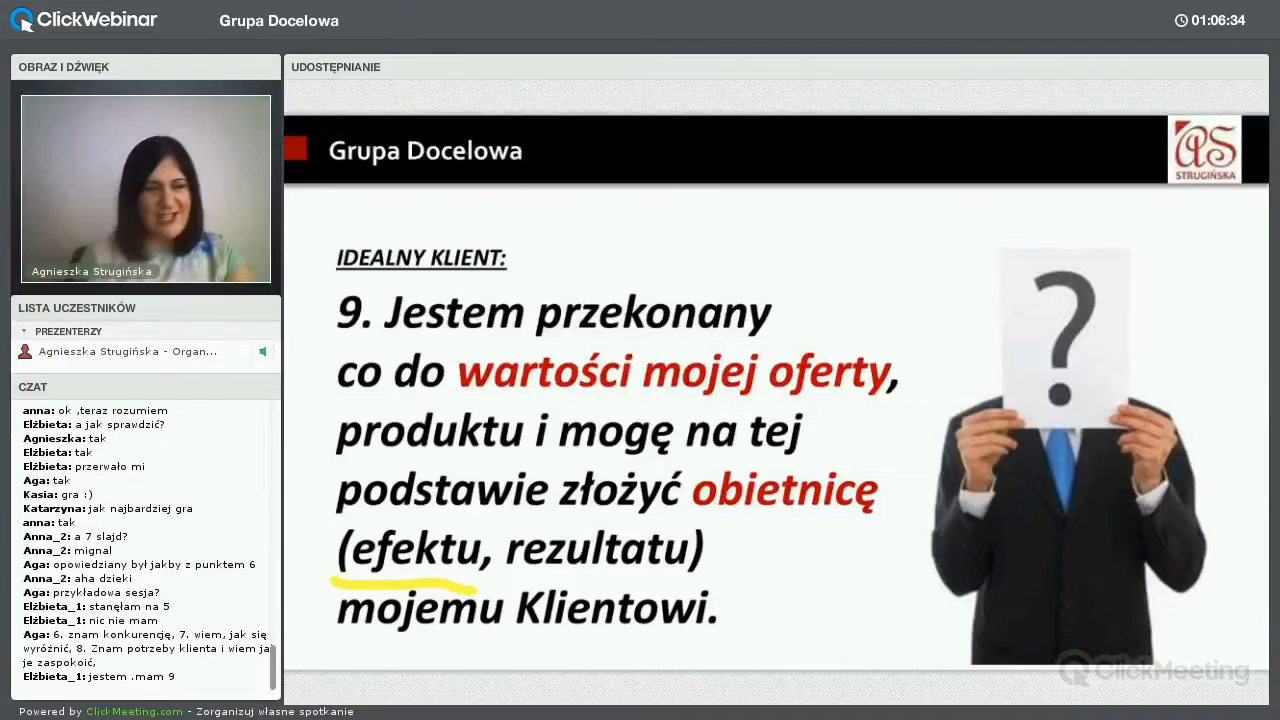 ClickWebinar
Grupa Docelowa
01:06:34
OBRAZ I DŹWIĘK
Agnieszka Strugińska
LISTA UCZESTNIKÓW
PREZENTERZY
Agnieszka Strugińska - Organ...
CZAT
anna: ok ,teraz rozumiem
Elżbieta: a jak sprawdzić?
Agnieszka: tak
Elżbieta: tak
Elżbieta: przerwało mi
Aga: tak
Kasia: gra :)
Katarzyna: jak najbardziej gra
anna: tak
Anna_2: a 7 slajd?
Anna_2: mignal
Aga: opowiedziany był jakby z punktem 6
Anna_2: aha dzieki
Aga: przykładowa sesja?
Elżbieta_1: stanęłam na 5
Elżbieta_1: nic nie mam
Aga: 6. znam konkurencję, 7. wiem, jak się
wyróżnić, 8. Znam potrzeby klienta i wiem jak
je zaspokoić,
Elżbieta_1: jestem .mam 9
UDOSTĘPNIANIE
Grupa Docelowa
AS
STRUGIŃSKA
IDEALNY KLIENT:
9. Jestem przekonany
co do wartości mojej oferty,
produktu i mogę na tej
podstawie złożyć obietnicę
(efektu, rezultatu)
mojemu Klientowi.
?
ClickMeeting
Powered by ClickMeeting.com - Zorganizuj własne spotkanie